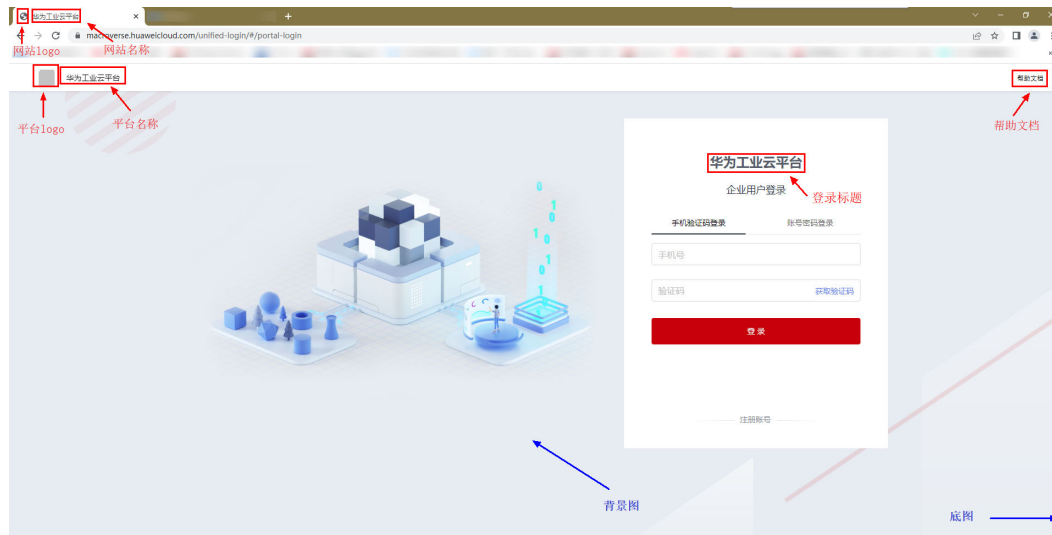 华为工业云平台
macroverse.huaweicloud.com/unified-login/#/portal-login
网站logo
网站名称
华为工业云平台
帮助文档
平台logo
平台名称
帮助文档
华为工业云平台
企业用户登录
登录标题
手机验证码登录
账号密码登录
手机号
验证码
获取验证码
登 录
注册账号
背景图
底图